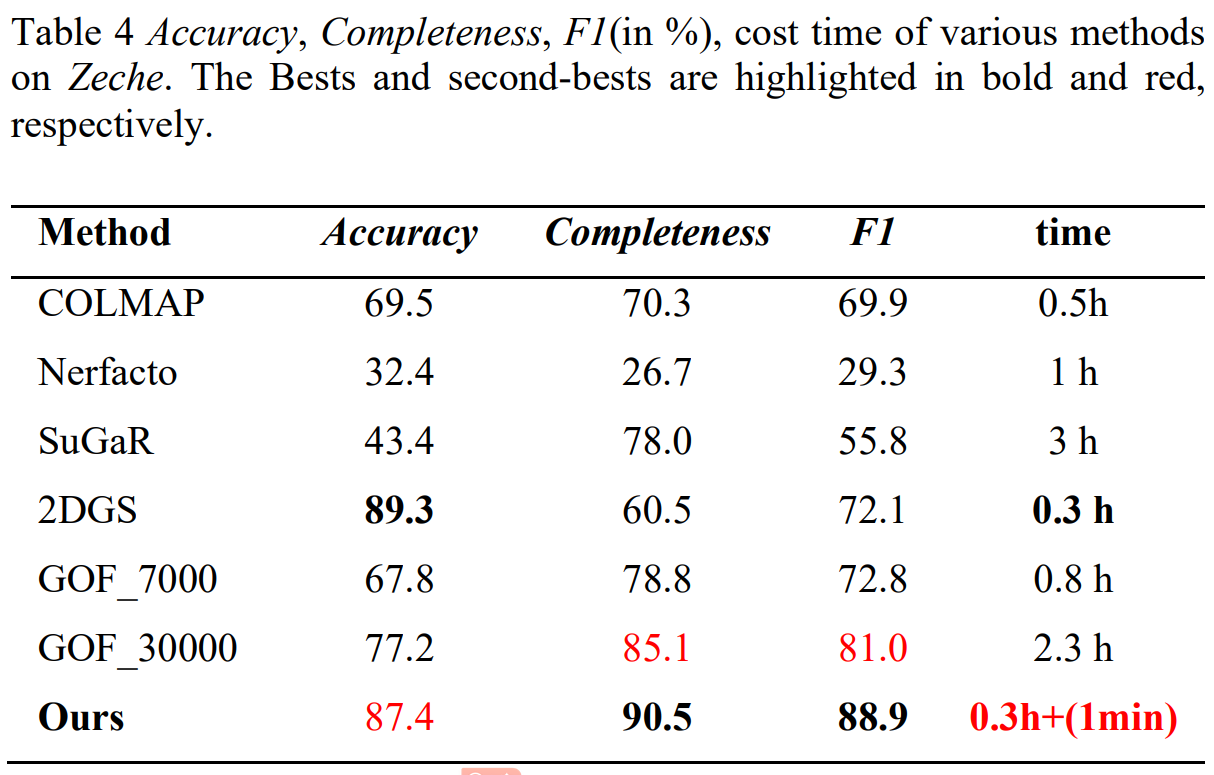 Table 4 Accuracy, Completeness, F1(in %), cost time of various methods
on Zeche. The Bests and second-bests are highlighted in bold and red,
respectively.
Method Accuracy Completeness F1 time
COLMAP 69.5 70.3 69.9 0.5h
Nerfacto 32.4 26.7 29.3 1 h
SuGaR 43.4 78.0 55.8 3 h
2DGS 89.3 60.5 72.1 0.3 h
GOF_7000 67.8 78.8 72.8 0.8 h
GOF_30000 77.2 85.1 81.0 2.3 h
Ours 87.4 90.5 88.9 0.3h+(1min)